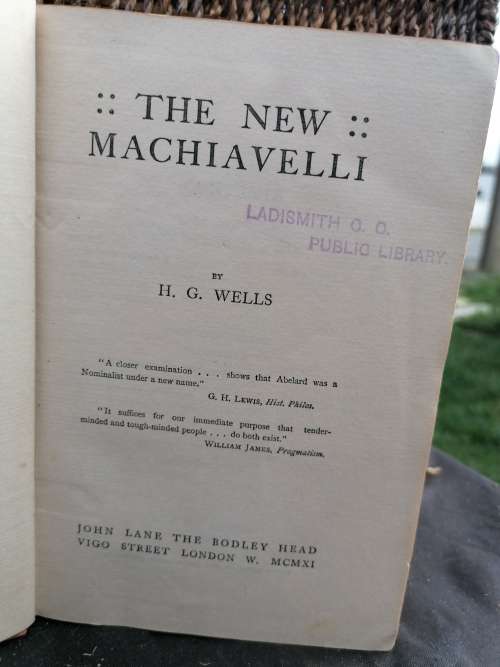 :: THE NEW ::
MACHIAVELLI
LADISMITH O. O.
PUBLIC LIBRARY.
BY
H. G. WELLS
"A closer examination . . . shows that Abelard was a
Nominalist under a new name."
G. H. LEWIS, Hist. Philos.
"It suffices for our immediate purpose that tender-
minded and tough-minded people . . . do both exist."
WILLIAM JAMES, Pragmatism.
JOHN LANE THE BODLEY HEAD
VIGO STREET LONDON W. MCMXI